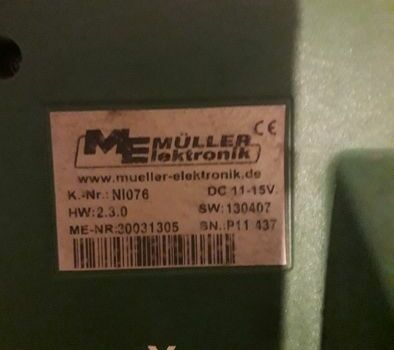 ME MÜLLER Elektronik CE
www.mueller-elektronik.de
K.-Nr.: NI076 DC 11-15V.
HW:2.3.0 SW: 130407
ME-NR:30031305 SN.:P11 437